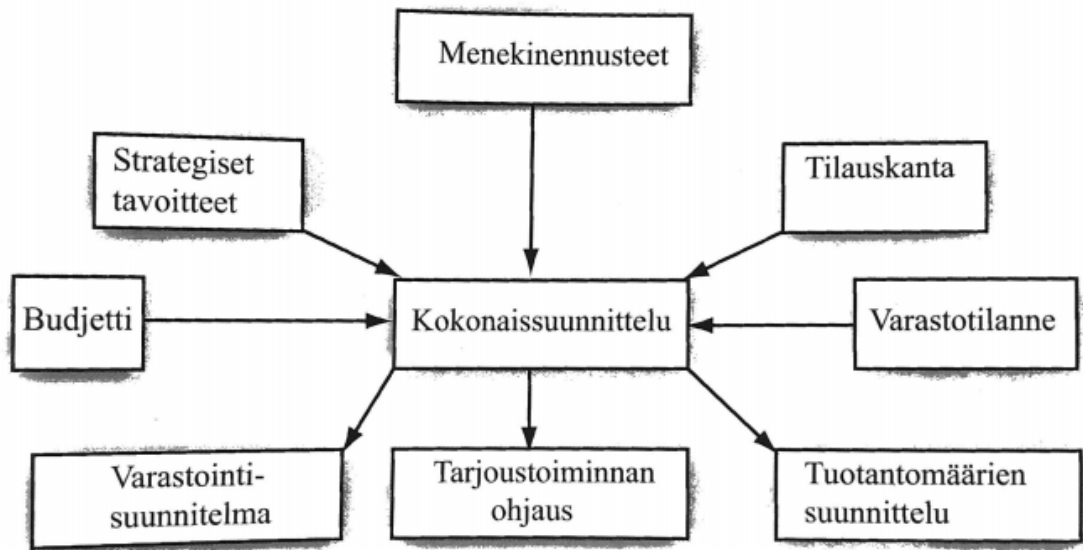 Menekinennusteet
Strategiset
tavoitteet
Tilauskanta
Budjetti
Kokonaissuunnittelu
Varastotilanne
Varastointi-
suunnitelma
Tarjoustoiminnan
ohjaus
Tuotantomäärien
suunnittelu